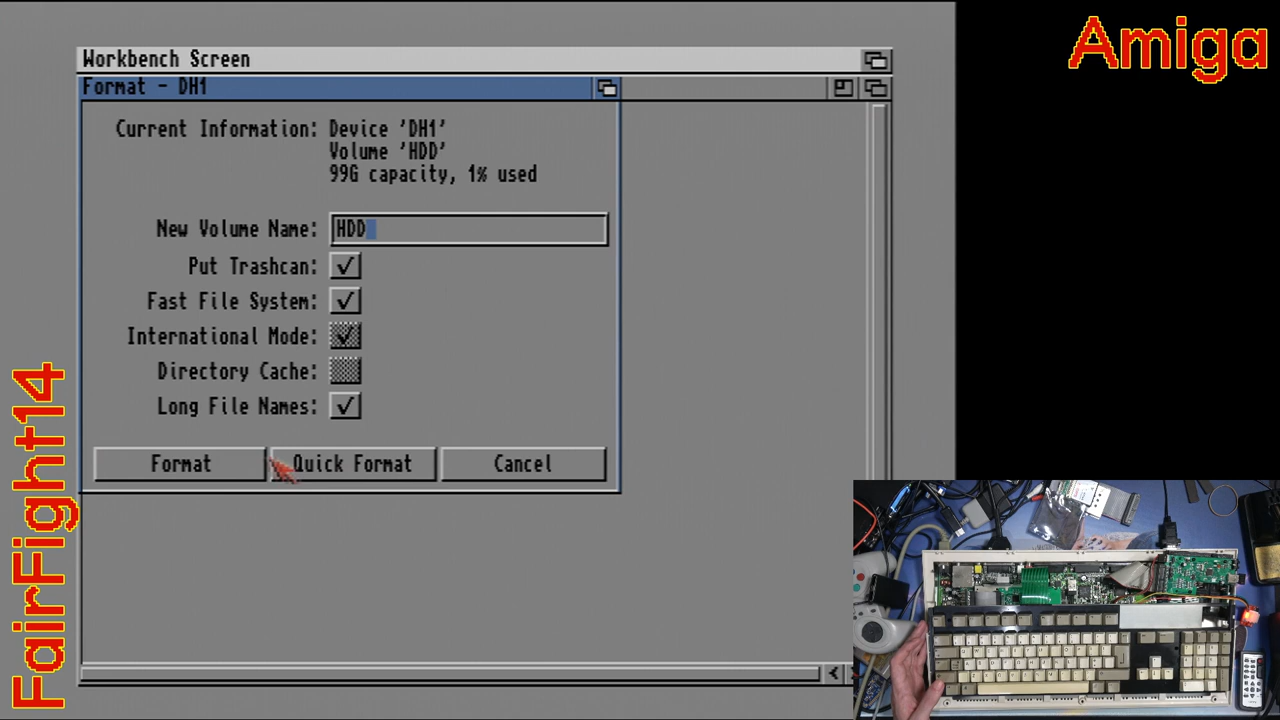 Amiga
Workbench Screen
Format - DH1
Current Information: Device 'DH1'
Volume 'HDD'
99G capacity, 1% used
New Volume Name: HDD
Put Trashcan:
Fast File System:
International Mode:
Directory Cache:
Long File Names:
Format Quick Format Cancel
FairFight14